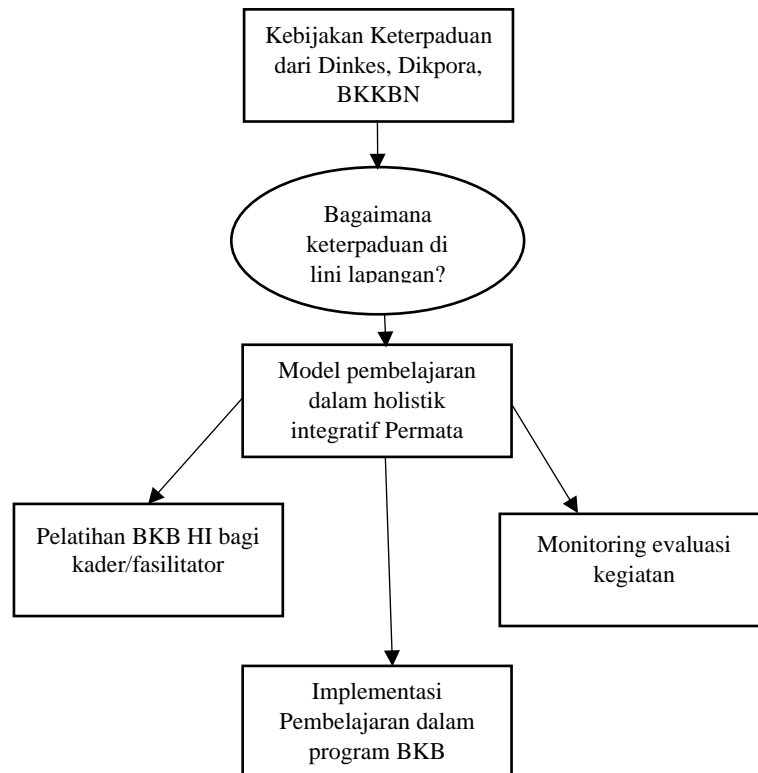 Kebijakan Keterpaduan
dari Dinkes, Dikpora,
BKKBN
Bagaimana
keterpaduan di
lini lapangan?
Model pembelajaran
dalam holistik
integratif Permata
Pelatihan BKB HI bagi
kader/fasilitator
Monitoring evaluasi
kegiatan
Implementasi
Pembelajaran dalam
program BKB